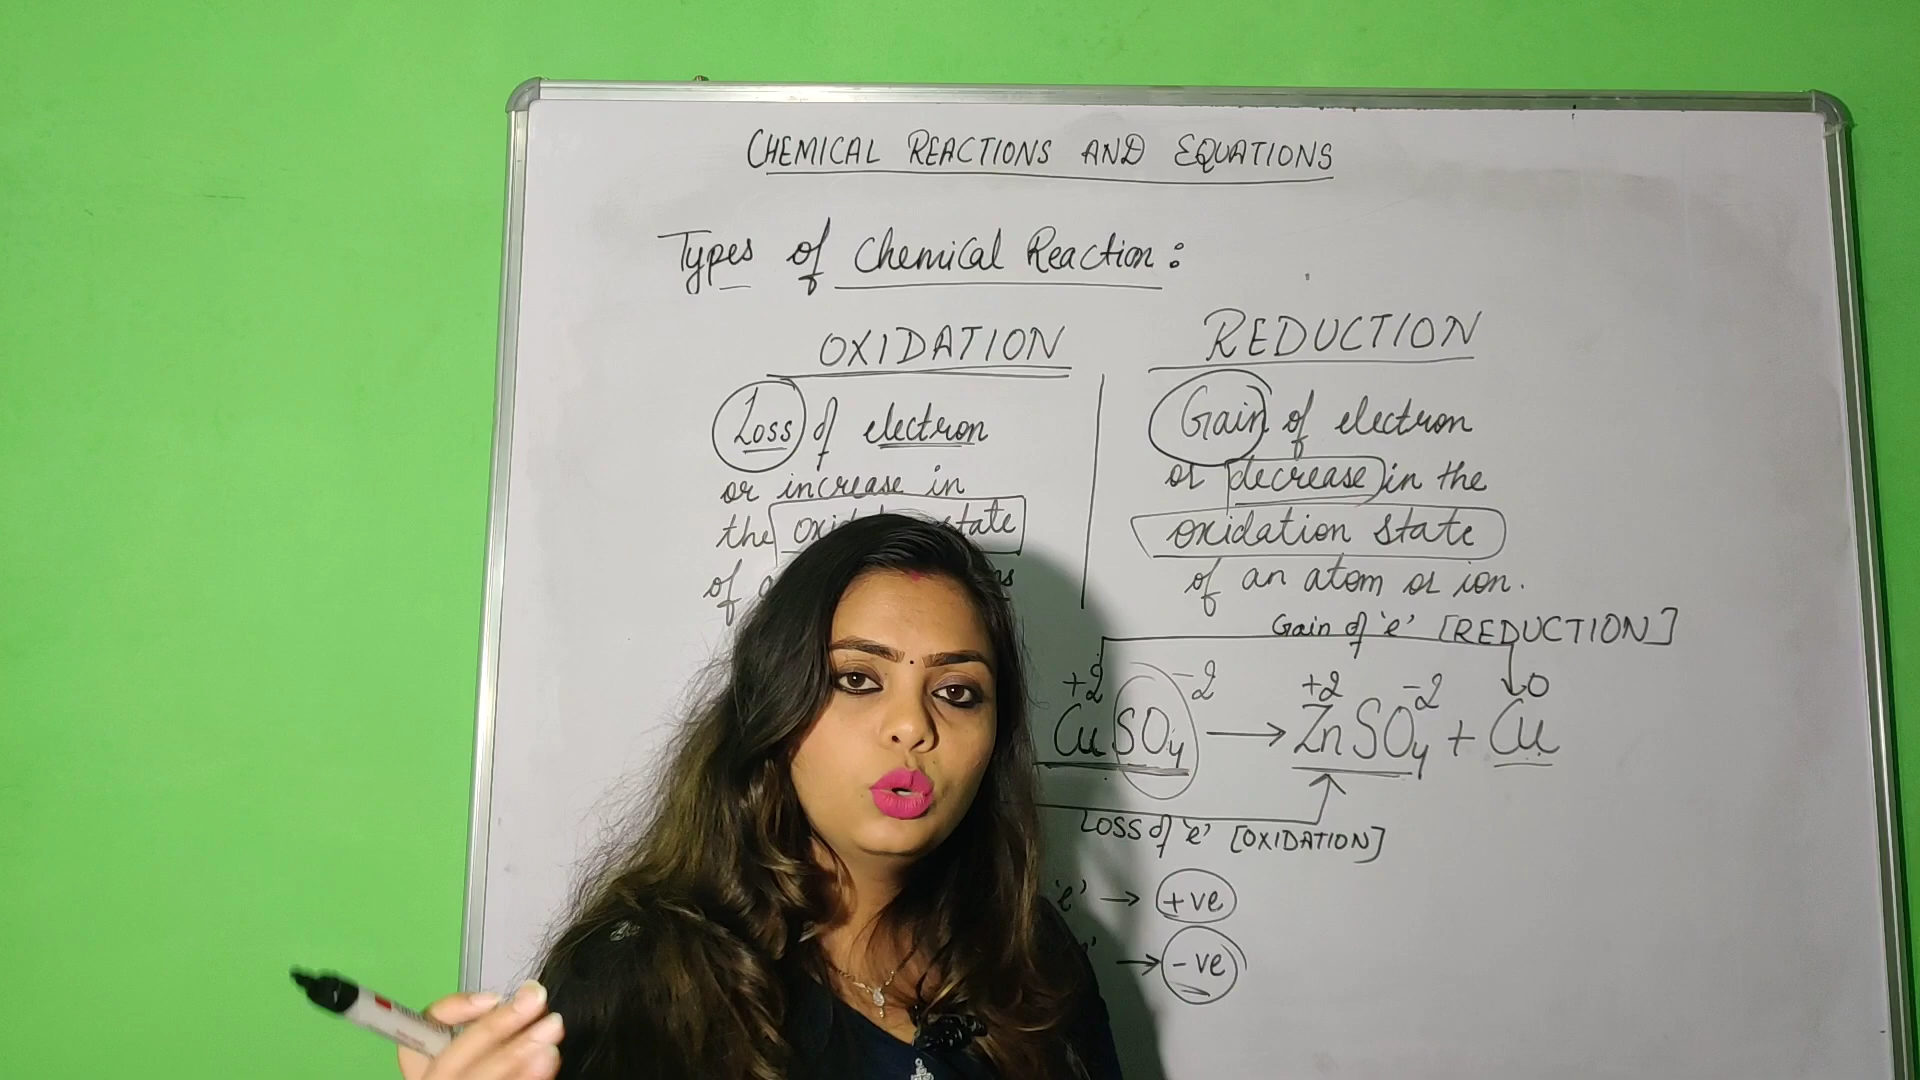 CHEMICAL REACTIONS AND EQUATIONS
Types of Chemical Reaction:
OXIDATION
Loss of electron
or increase in
the state
of
REDUCTION
Gain of electron
or decrease in the
oxidation state
of an atom or ion.
Gain of 'e' [REDUCTION]
+2 -2 +2 -2 0
CuSO4 → ZnSO4 + Cu
LOSS of 'e' [OXIDATION]
'e' → +ve
→ -ve